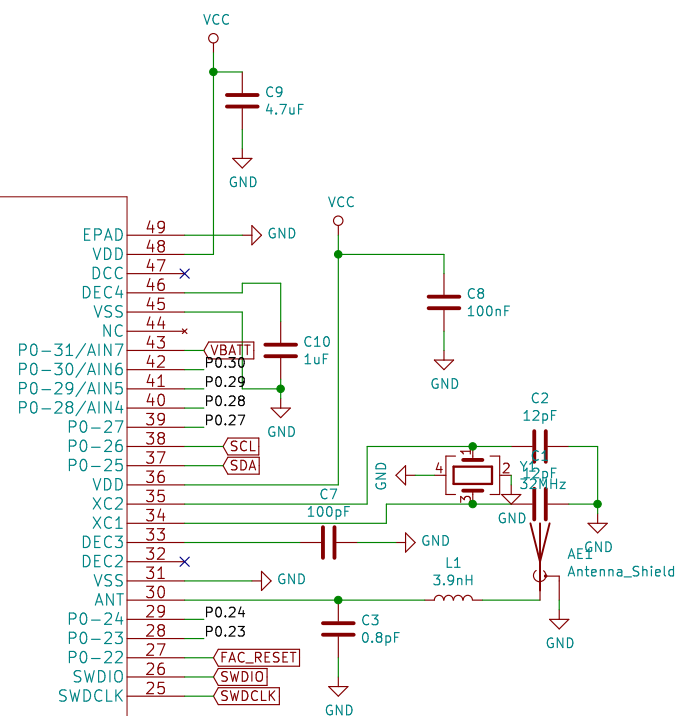 VCC
C9
4.7uF
GND
VCC
EPAD 49 GND
VDD 48
DCC 47
DEC4 46
C8
100nF
VSS 45
NC 44
C10
1uF
P0-31/AIN7 43 VBATT
P0-30/AIN6 42 P0.30
P0-29/AIN5 41 P0.29
GND
P0-28/AIN4 40 P0.28
C2
12pF
GND
P0-27 39 P0.27
P0-26 38 SCL
P0-25 37 SDA
GND
4
1
2
3
Y1
32MHz
C1
12pF
VDD 36
XC2 35
C7
100pF
XC1 34
GND
DEC3 33 GND
GND
DEC2 32
AE1
Antenna_Shield
L1
3.9nH
VSS 31 GND
ANT 30
P0-24 29 P0.24
C3
0.8pF
P0-23 28 P0.23
GND
P0-22 27 FAC_RESET
SWDIO 26 SWDIO
SWDCLK 25 SWDCLK
GND